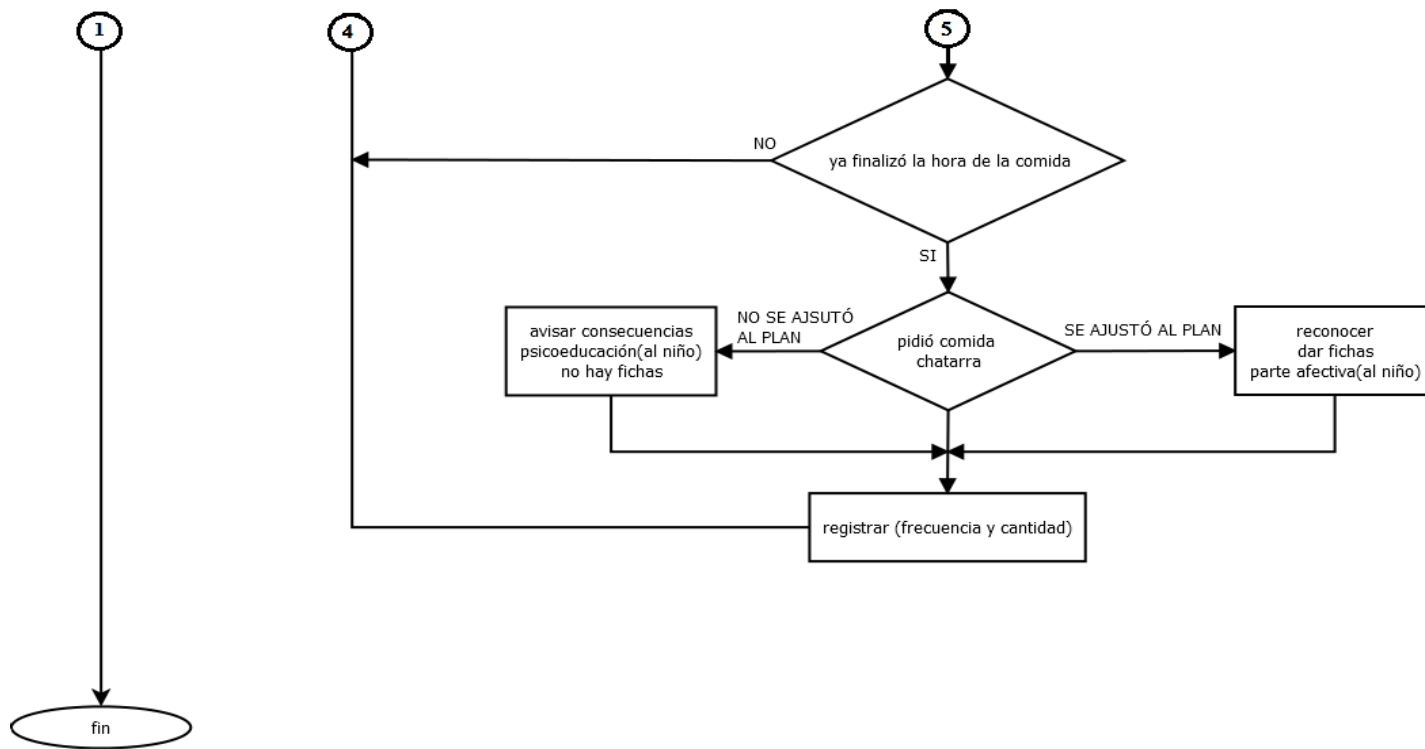 1
4
5
ya finalizó la hora de la comida
NO
SI
NO SE AJSUTÓ
AL PLAN
SE AJUSTÓ AL PLAN
avisar consecuencias
psicoeducación(al niño)
no hay fichas
pidió comida
chatarra
reconocer
dar fichas
parte afectiva(al niño)
registrar (frecuencia y cantidad)
fin